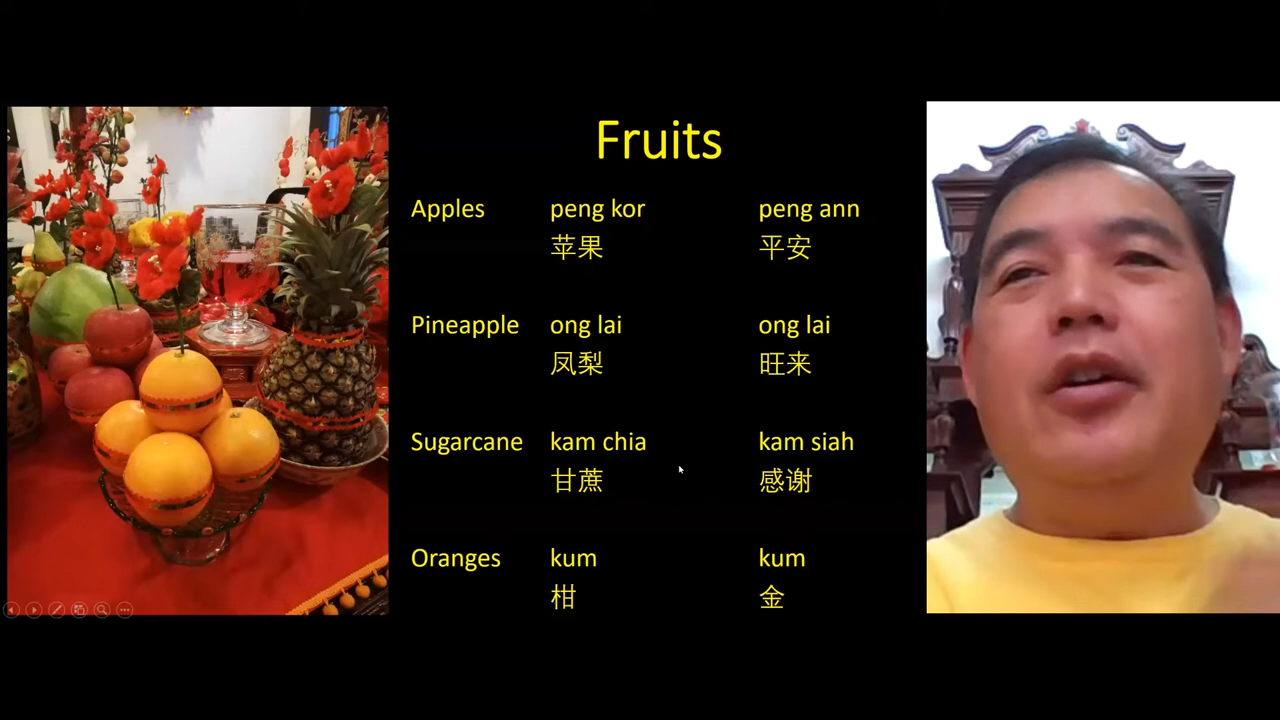 Fruits
Apples peng kor peng ann
苹果 平安
Pineapple ong lai ong lai
凤梨 旺来
Sugarcane kam chia kam siah
甘蔗 感谢
Oranges kum kum
柑 金